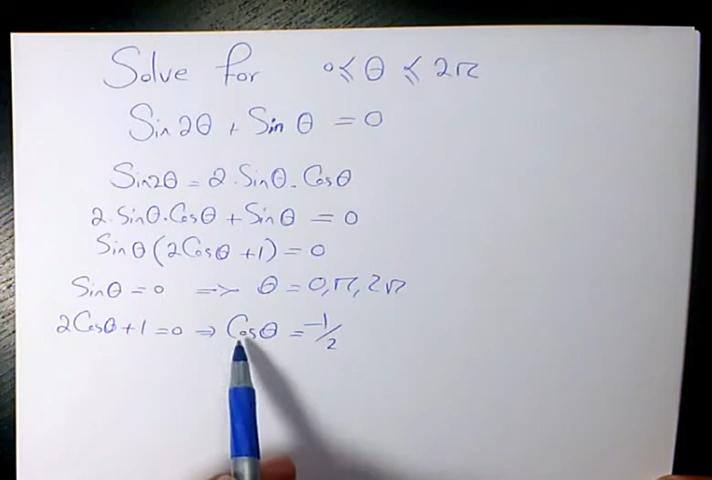 Solve for 0 ≤ θ ≤ 2π
Sin 2θ + Sin θ = 0
Sin2θ = 2.Sinθ.Cosθ
2.Sinθ.Cosθ + Sinθ = 0
Sinθ(2Cosθ + 1) = 0
Sinθ = 0 => θ = 0, π, 2π
2Cosθ + 1 = 0 => Cosθ = -1/2